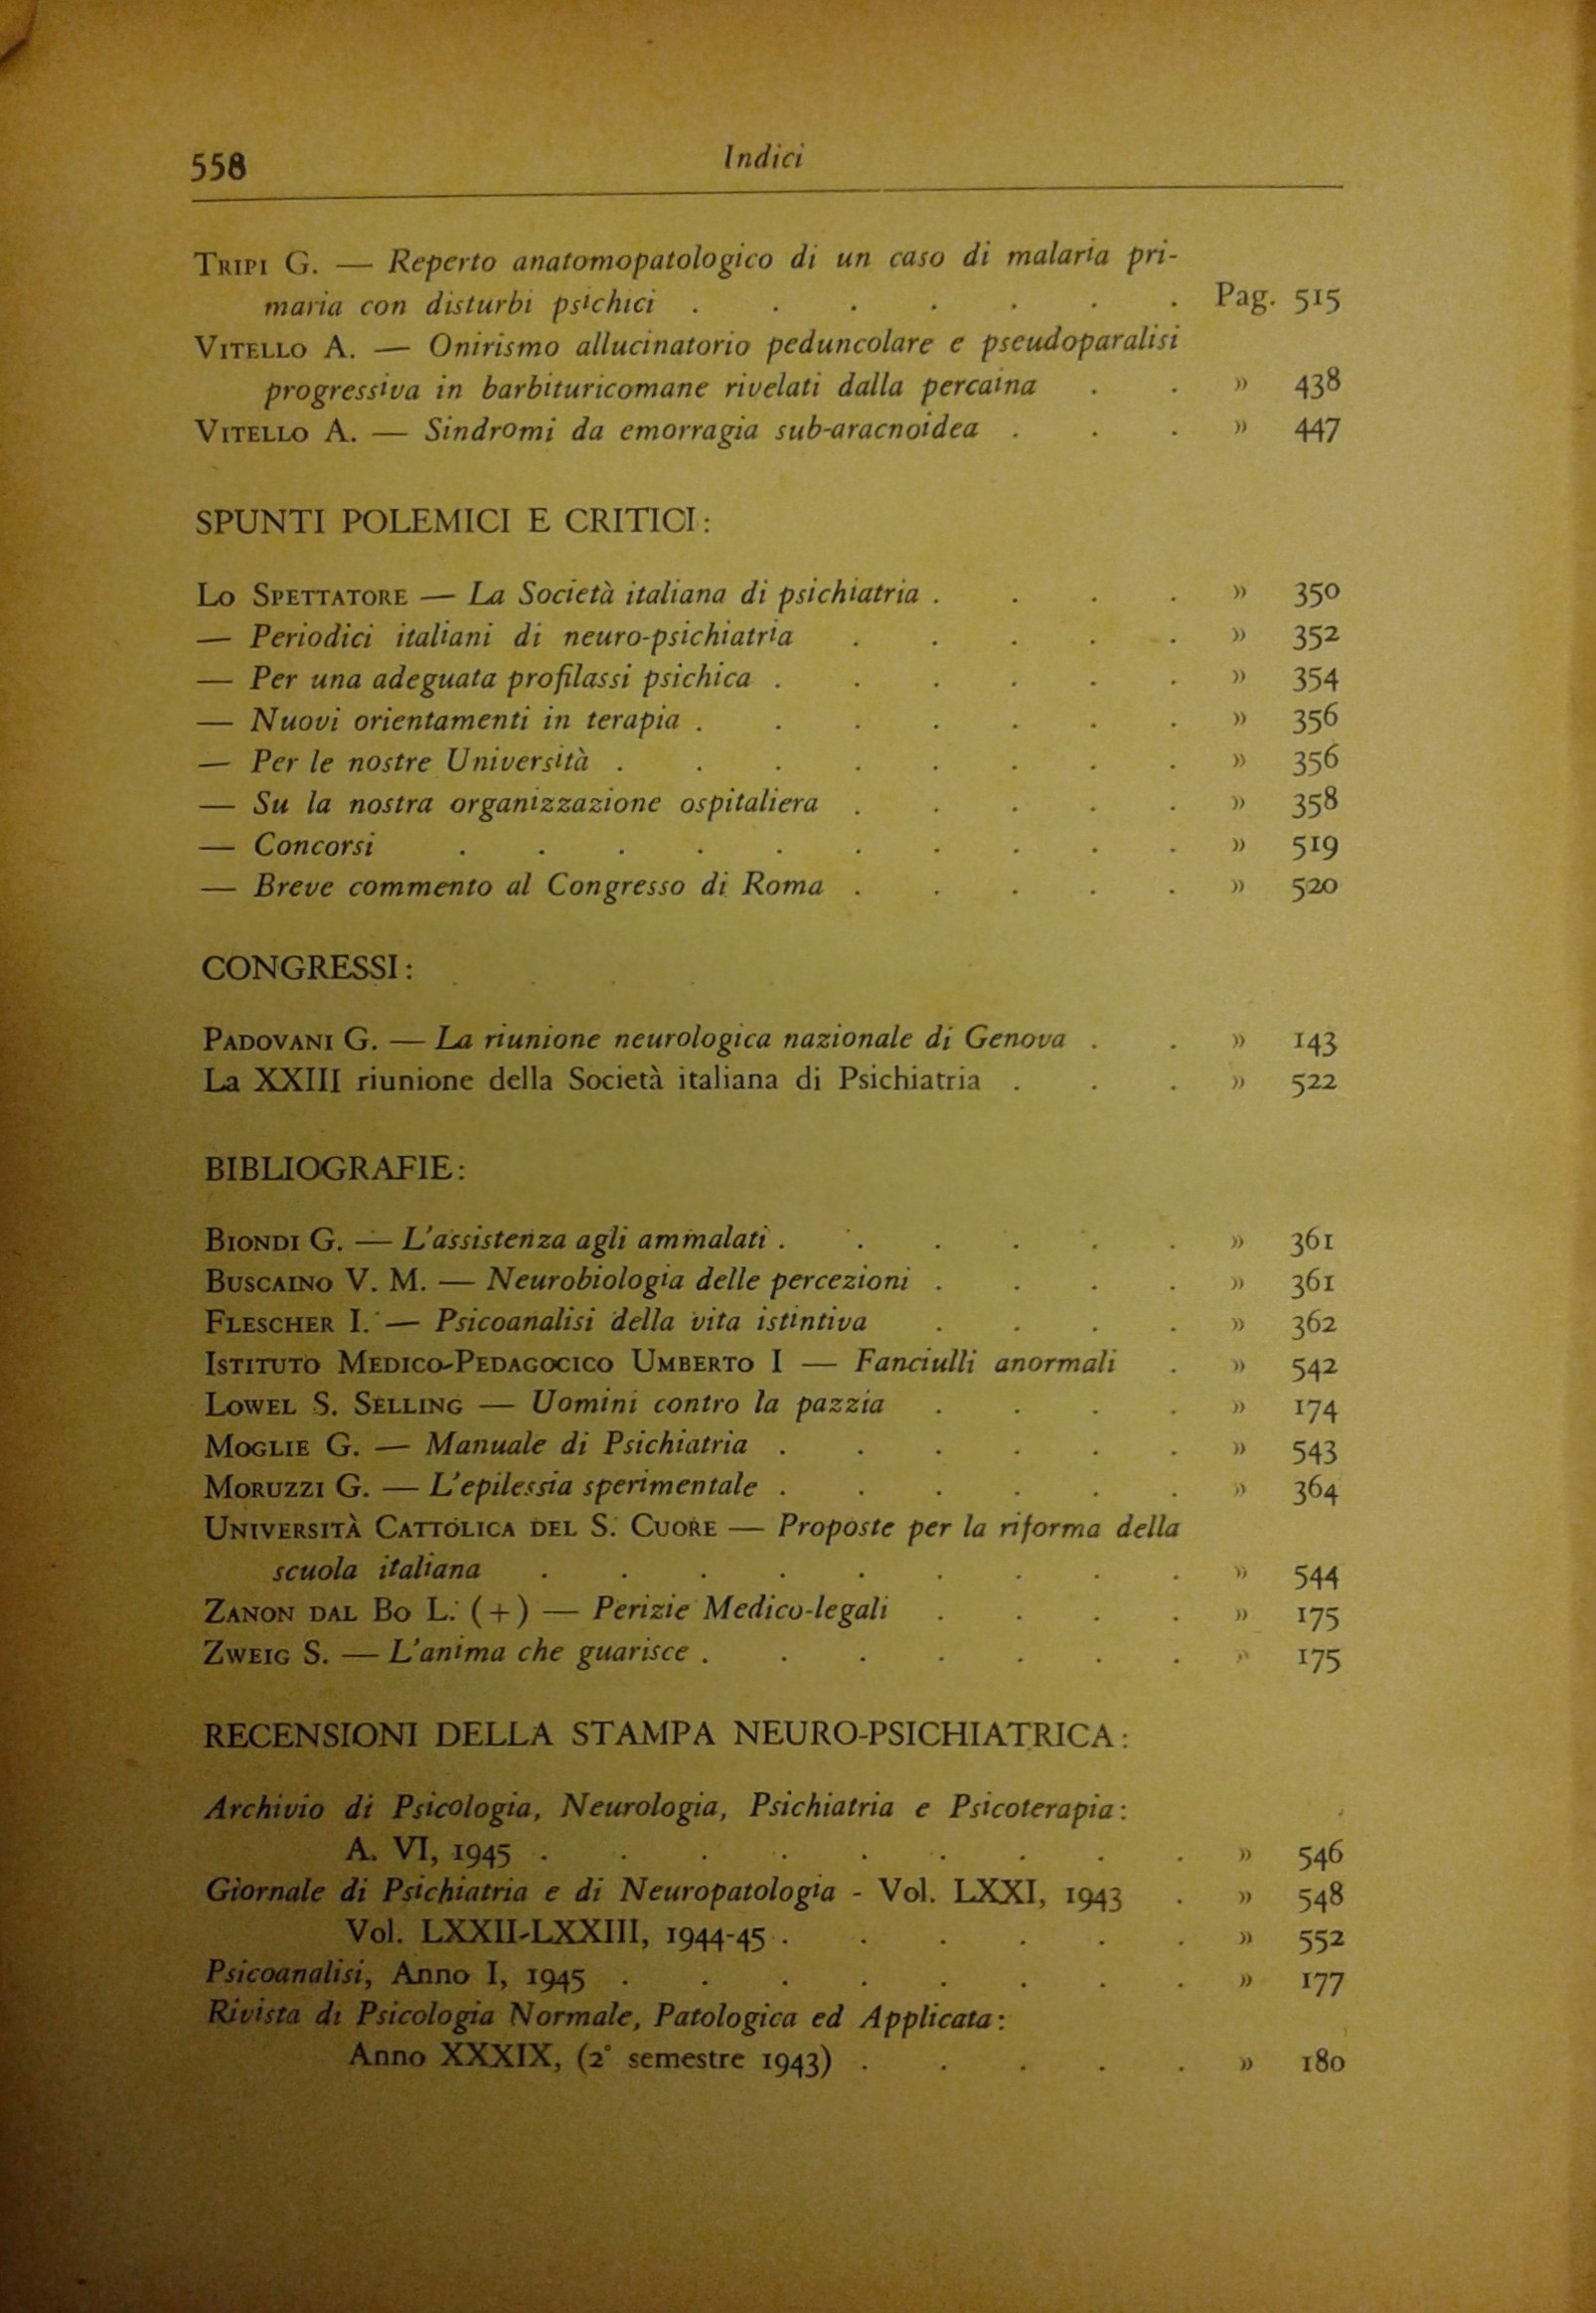 558 Indici
TRIPI G. — Reperto anatomopatologico di un caso di malaria pri-
maria con disturbi psichici . . . . . . . Pag. 515
VITELLO A. — Onirismo allucinatorio peduncolare e pseudoparalisi
progressiva in barbituricomane rivelati dalla percaina . . » 438
VITELLO A. — Sindromi da emorragia sub-aracnoidea . . . » 447
SPUNTI POLEMICI E CRITICI:
LO SPETTATORE — La Società italiana di psichiatria . . . . » 350
— Periodici italiani di neuro-psichiatria . . . . . » 352
— Per una adeguata profilassi psichica . . . . . . » 354
— Nuovi orientamenti in terapia . . . . . . . » 356
— Per le nostre Università . . . . . . . . » 356
— Su la nostra organizzazione ospitaliera . . . . . » 358
— Concorsi . . . . . . . . . . » 519
— Breve commento al Congresso di Roma . . . . . » 520
CONGRESSI:
PADOVANI G. — La riunione neurologica nazionale di Genova . . » 143
La XXIII riunione della Società italiana di Psichiatria . . . » 522
BIBLIOGRAFIE:
BIONDI G. — L'assistenza agli ammalati . . . . . . » 361
BUSCAINO V. M. — Neurobiologia delle percezioni . . . . » 361
FLESCHER I. — Psicoanalisi della vita istintiva . . . . » 362
ISTITUTO MEDICO-PEDAGOCICO UMBERTO I — Fanciulli anormali . » 542
LOWEL S. SELLING — Uomini contro la pazzia . . . . » 174
MOGLIE G. — Manuale di Psichiatria . . . . . . » 543
MORUZZI G. — L'epilessia sperimentale . . . . . . » 364
UNIVERSITÀ CATTOLICA DEL S. CUORE — Proposte per la riforma della
scuola italiana . . . . . . . . . » 544
ZANON DAL BO L. (+) — Perizie Medico-legali . . . . » 175
ZWEIG S. — L'anima che guarisce . . . . . . . » 175
RECENSIONI DELLA STAMPA NEURO-PSICHIATRICA:
Archivio di Psicologia, Neurologia, Psichiatria e Psicoterapia:
A. VI, 1945 . . . . . . . . . » 546
Giornale di Psichiatria e di Neuropatologia - Vol. LXXI, 1943 . » 548
Vol. LXXII-LXXIII, 1944-45 . . . . . . » 552
Psicoanalisi, Anno I, 1945 . . . . . . . . » 177
Rivista di Psicologia Normale, Patologica ed Applicata:
Anno XXXIX, (2° semestre 1943) . . . . . » 180